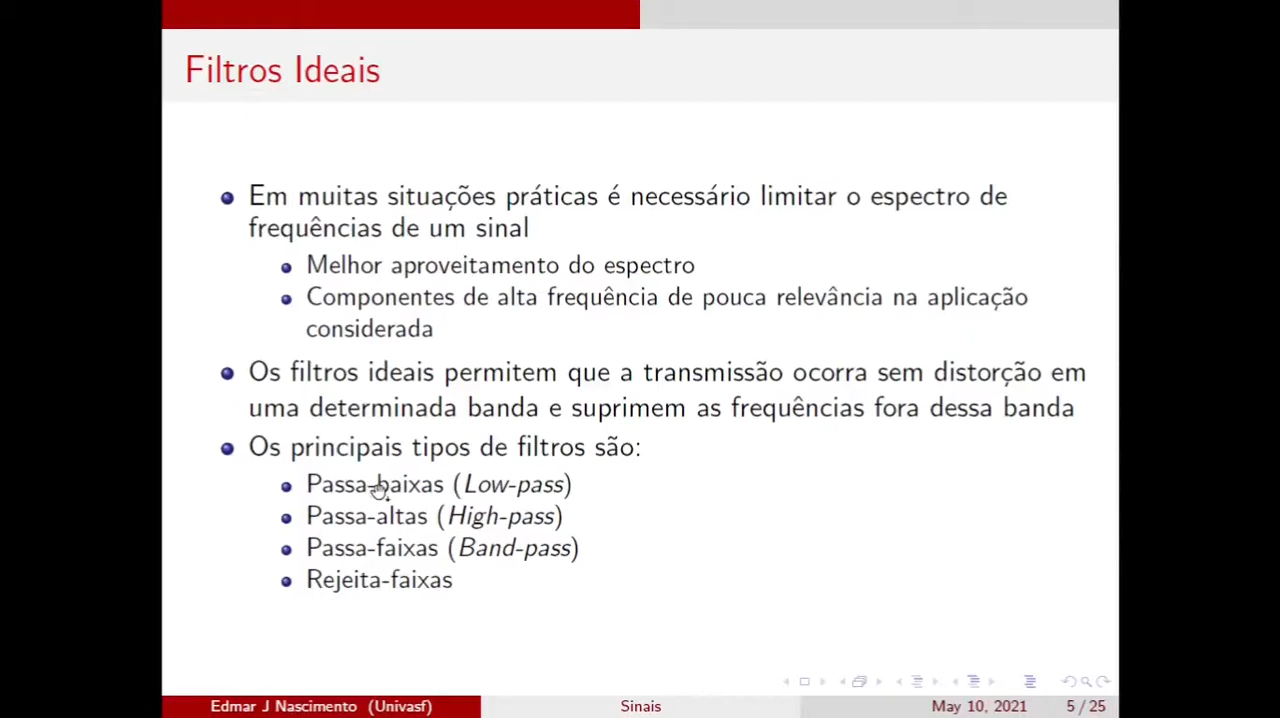 Filtros Ideais
Em muitas situações práticas é necessário limitar o espectro de
frequências de um sinal
Melhor aproveitamento do espectro
Componentes de alta frequência de pouca relevância na aplicação
considerada
Os filtros ideais permitem que a transmissão ocorra sem distorção em
uma determinada banda e suprimem as frequências fora dessa banda
Os principais tipos de filtros são:
Passa-baixas (Low-pass)
Passa-altas (High-pass)
Passa-faixas (Band-pass)
Rejeita-faixas
Edmar J Nascimento (Univasf) Sinais May 10, 2021 5 / 25